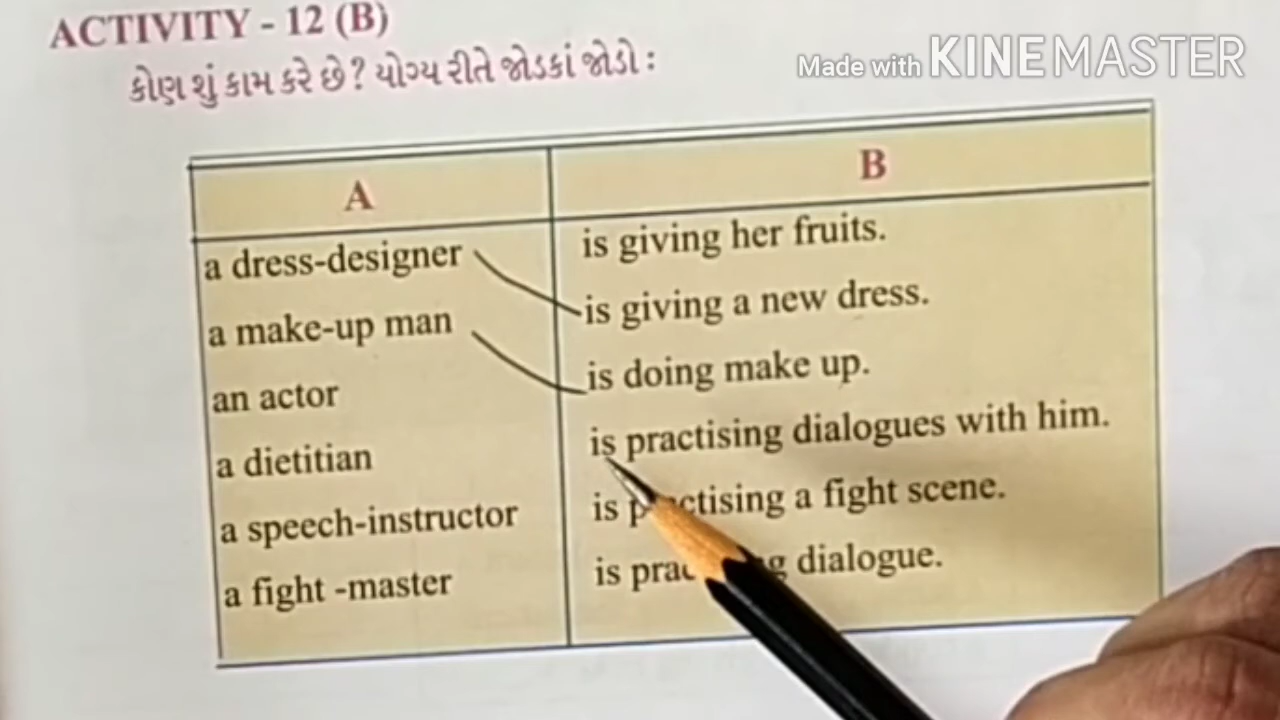 ACTIVITY - 12 (B)
Made with KINEMASTER
કોણ શું કામ કરે છે? યોગ્ય રીતે જોડકાં જોડો :
A B
a dress-designer is giving her fruits.
a make-up man is giving a new dress.
an actor is doing make up.
a dietitian is practising dialogues with him.
a speech-instructor is practising a fight scene.
a fight -master is dialogue.